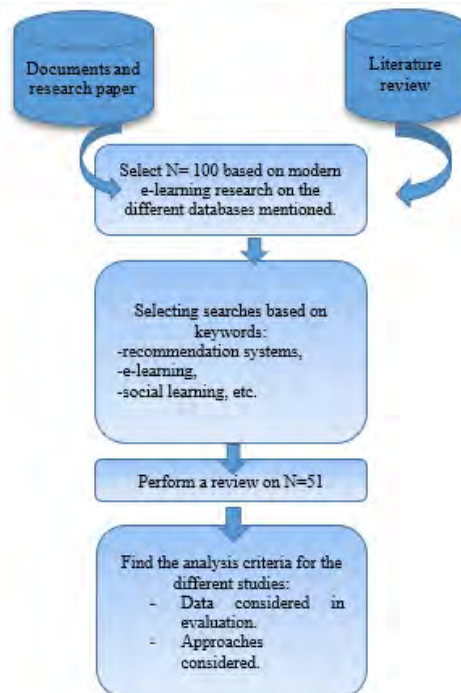 Documents and
research paper
Literature
review
Select N= 100 based on modern
e-learning research on the
different databases mentioned.
Selecting searches based on
keywords:
-recommendation systems,
-e-learning,
-social learning, etc.
Perform a review on N=51
Find the analysis criteria for the
different studies:
- Data considered in
evaluation.
- Approaches
considered.